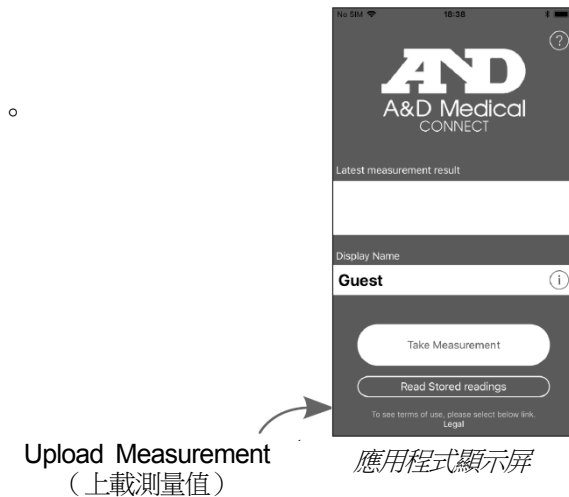 No SIM 18:38
?
AND
A&D Medical
CONNECT
。
Latest measurement result
Display Name
Guest
i
Take Measurement
Read Stored readings
To see terms of use, please select below link.
Legal
Upload Measurement
（上載測量值）
應用程式顯示屏